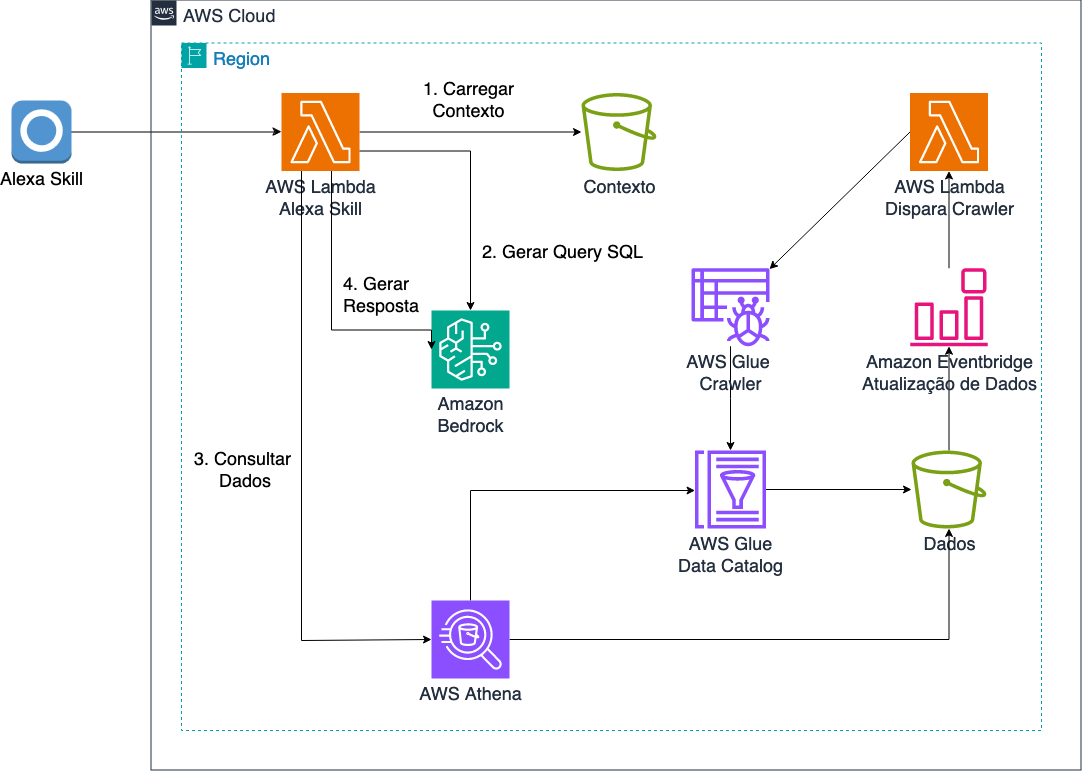 aws
AWS Cloud
Region
Alexa Skill
AWS Lambda
Alexa Skill
1. Carregar
Contexto
Contexto
AWS Lambda
Dispara Crawler
2. Gerar Query SQL
4. Gerar
Resposta
Amazon
Bedrock
AWS Glue
Crawler
Amazon Eventbridge
Atualização de Dados
3. Consultar
Dados
AWS Glue
Data Catalog
Dados
AWS Athena